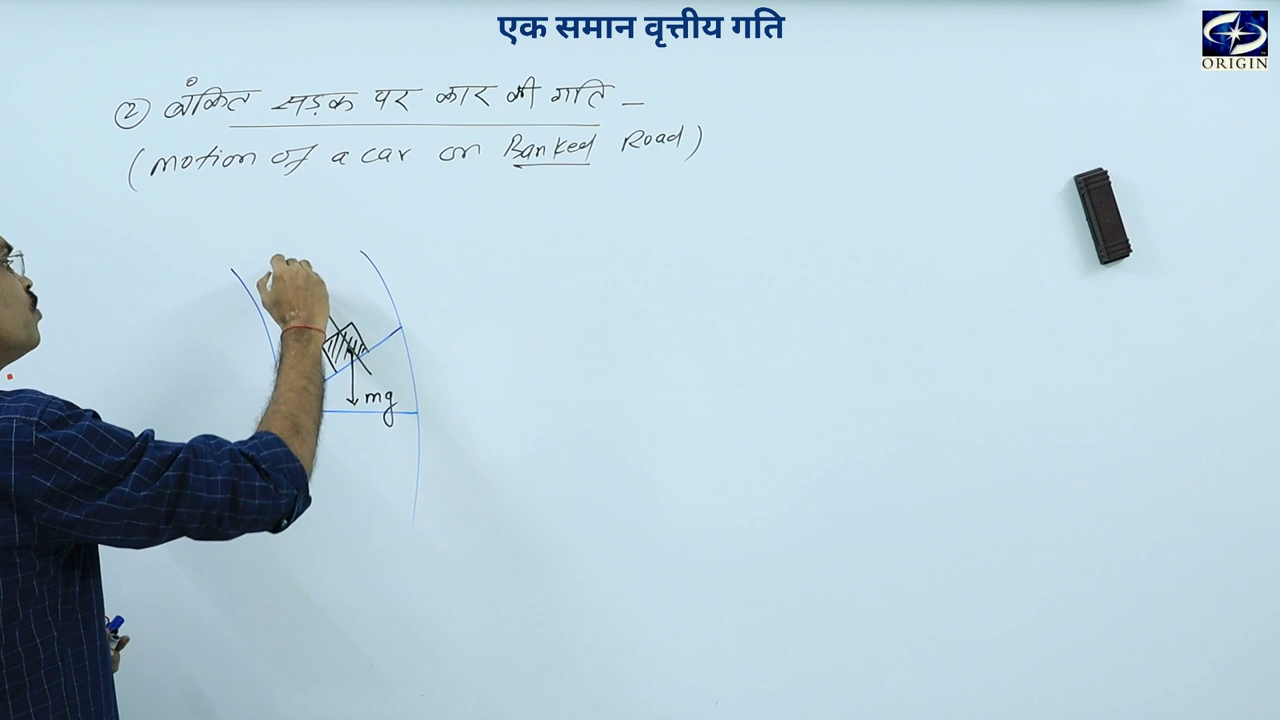 एक समान वृत्तीय गति
ORIGIN
② बंकित सड़क पर कार की गति –
(Motion of a car on Banked Road)
mg